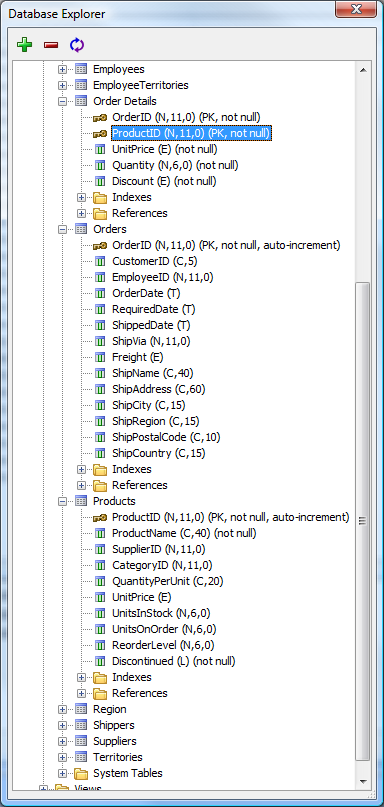 Database Explorer
Employees
EmployeeTerritories
Order Details
OrderID (N,11,0) (PK, not null)
ProductID (N,11,0) (PK, not null)
UnitPrice (E) (not null)
Quantity (N,6,0) (not null)
Discount (E) (not null)
Indexes
References
Orders
OrderID (N,11,0) (PK, not null, auto-increment)
CustomerID (C,5)
EmployeeID (N,11,0)
OrderDate (T)
RequiredDate (T)
ShippedDate (T)
ShipVia (N,11,0)
Freight (E)
ShipName (C,40)
ShipAddress (C,60)
ShipCity (C,15)
ShipRegion (C,15)
ShipPostalCode (C,10)
ShipCountry (C,15)
Indexes
References
Products
ProductID (N,11,0) (PK, not null, auto-increment)
ProductName (C,40) (not null)
SupplierID (N,11,0)
CategoryID (N,11,0)
QuantityPerUnit (C,20)
UnitPrice (E)
UnitsInStock (N,6,0)
UnitsOnOrder (N,6,0)
ReorderLevel (N,6,0)
Discontinued (L) (not null)
Indexes
References
Region
Shippers
Suppliers
Territories
System Tables
Views